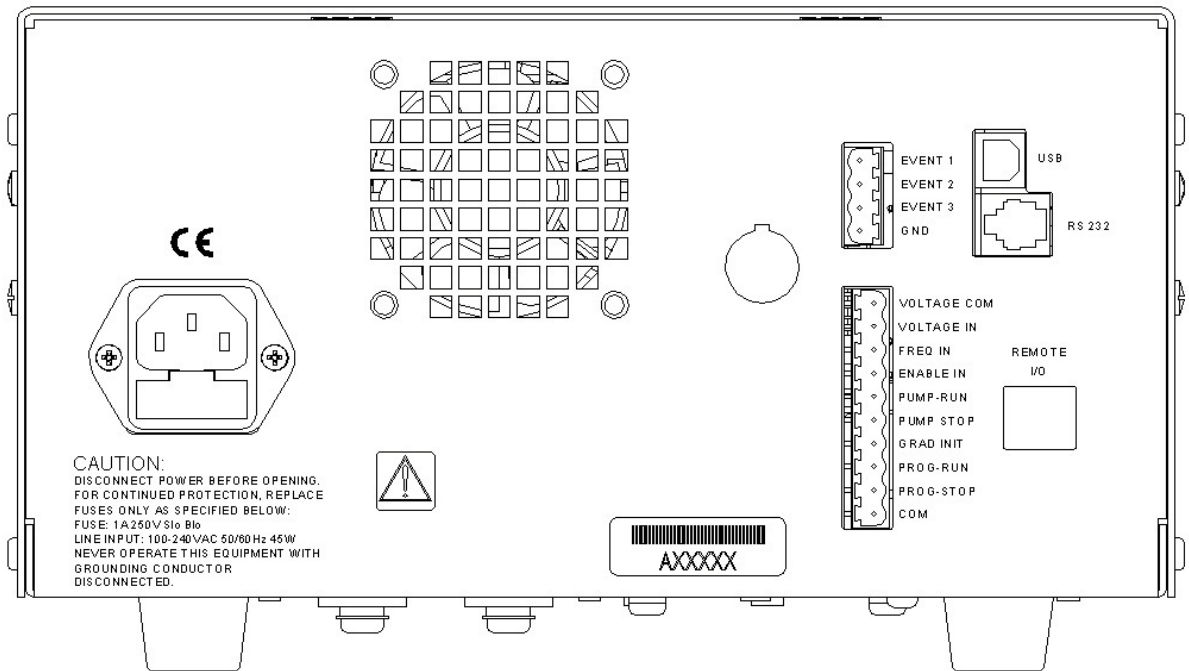 CE
CAUTION:
DISCONNECT POWER BEFORE OPENING.
FOR CONTINUED PROTECTION, REPLACE
FUSES ONLY AS SPECIFIED BELOW:
FUSE: 1A250V Slo Blo
LINE INPUT: 100-240VAC 50/60Hz 45W
NEVER OPERATE THIS EQUIPMENT WITH
GROUNDING CONDUCTOR
DISCONNECTED.
AXXXXX
EVENT 1
EVENT 2
EVENT 3
GND
USB
RS 232
VOLTAGE COM
VOLTAGE IN
FREQ IN
ENABLE IN
PUMP-RUN
PUMP STOP
GRAD INIT
PROG-RUN
PROG-STOP
COM
REMOTE
I/O